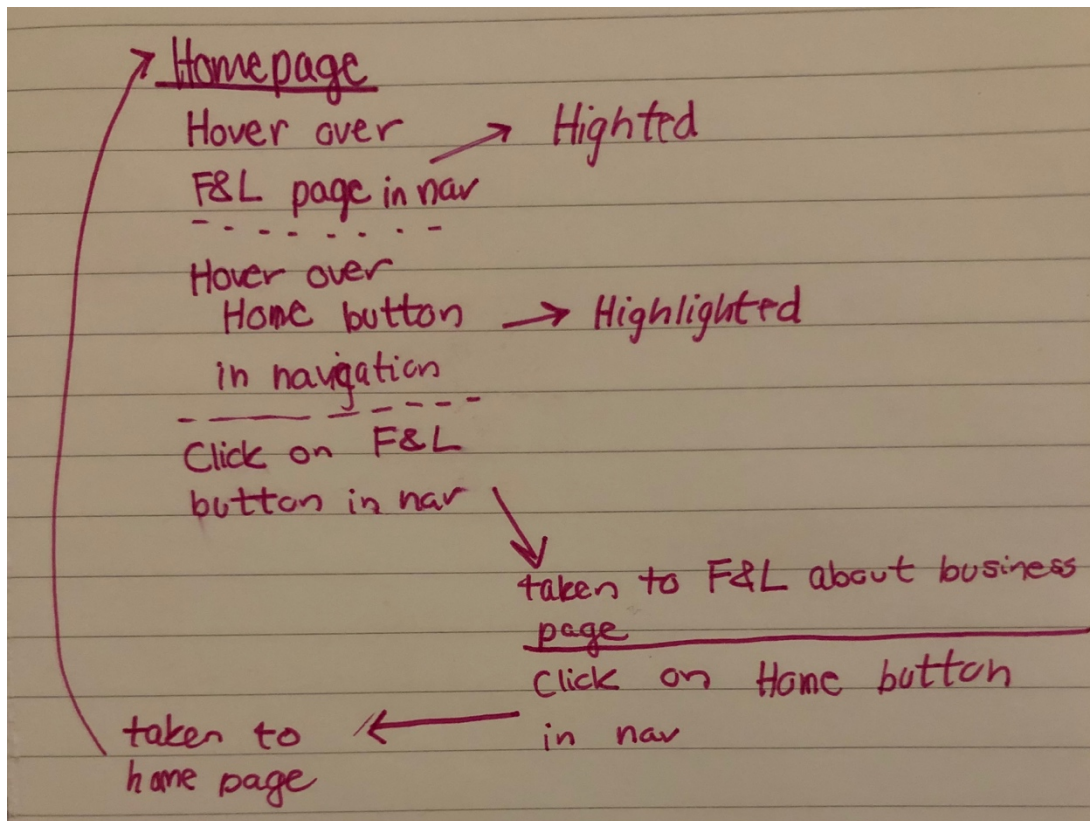 Homepage
Hover over
F&L page in nav
Highted
Hover over
Home button
in navigation
Highlighted
Click on F&L
button in nav
taken to F&L about business
page
Click on Home button
in nav
taken to
home page